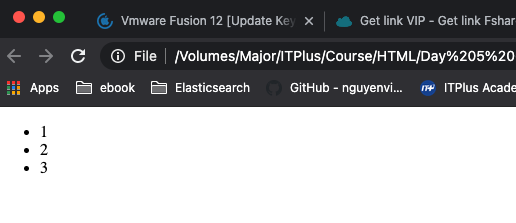 Vmware Fusion 12 [Update Key
Get link VIP - Get link Fshar
File
/Volumes/Major/ITPlus/Course/HTML/Day%205%20
Apps
ebook
Elasticsearch
GitHub - nguyenvi...
IT+ ITPlus Acade
1
2
3